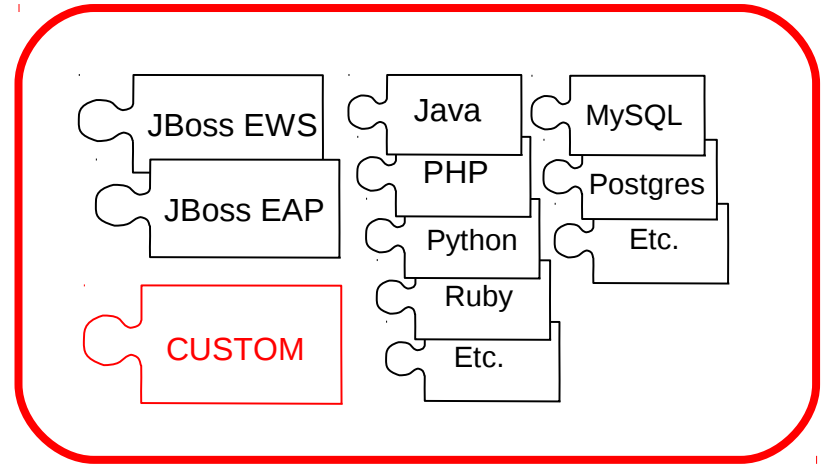 JBoss EWS
JBoss EAP
CUSTOM
Java
PHP
Python
Ruby
Etc.
MySQL
Postgres
Etc.